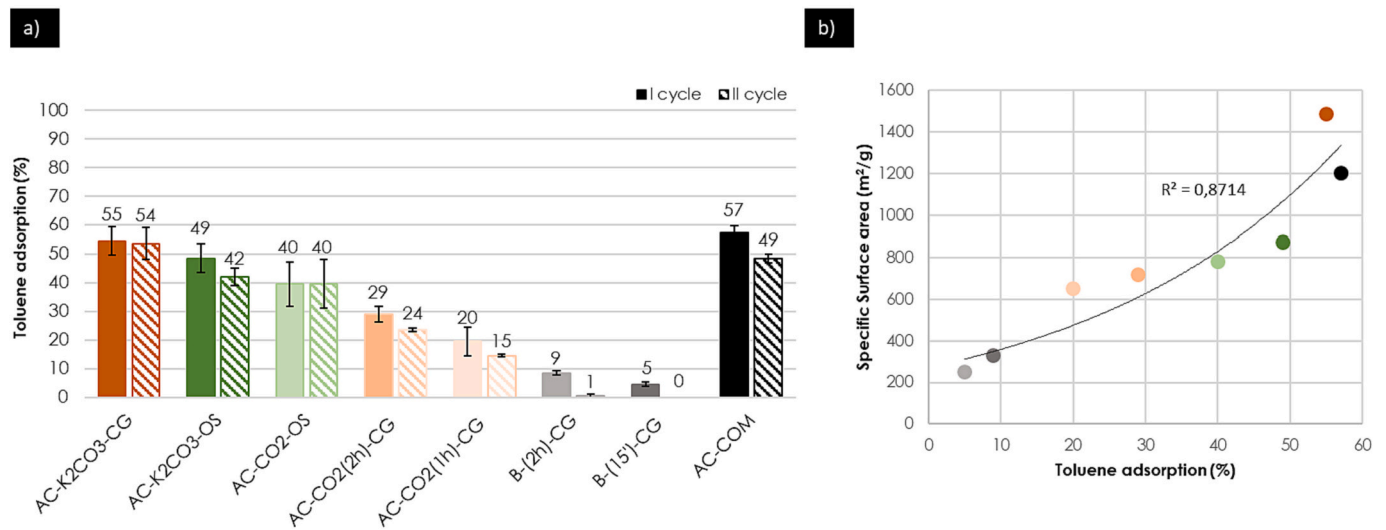 a)
I cycle II cycle
Toluene adsorption (%)
100
90
80
70
60
50
40
30
20
10
0
55 54 49 42 40 40 29 24 20 15 9 1 5 0 57 49
AC-K2CO3-CG
AC-K2CO3-OS
AC-CO2-OS
AC-CO2(2h)-CG
AC-CO2(1h)-CG
B-(2h)-CG
B-(15')-CG
AC-COM
b)
Specific Surface area (m²/g)
1600
1400
1200
1000
800
600
400
200
0
R² = 0,8714
0 10 20 30 40 50 60
Toluene adsorption (%)